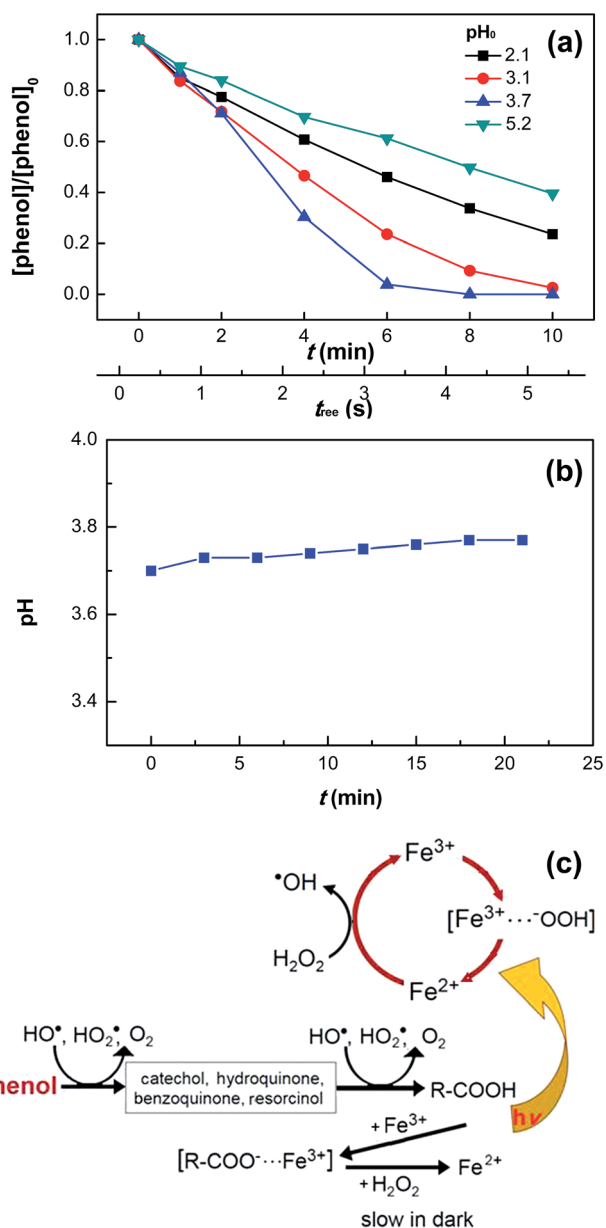 (a)
pH₀
2.1
3.1
3.7
5.2
[phenol]/[phenol]₀
1.0
0.8
0.6
0.4
0.2
0.0
0 2 4 6 8 10
t (min)
0 1 2 3 4 5
t_ree (s)
(b)
pH
4.0
3.8
3.6
3.4
0 5 10 15 20 25
t (min)
(c)
Fe³⁺
•OH
[Fe³⁺···⁻OOH]
H₂O₂
Fe²⁺
HO•, HO₂•, O₂
HO•, HO₂•, O₂
henol
catechol, hydroquinone,
benzoquinone, resorcinol
R-COOH
hν
+Fe³⁺
[R-COO⁻···Fe³⁺]
Fe²⁺
+H₂O₂
slow in dark